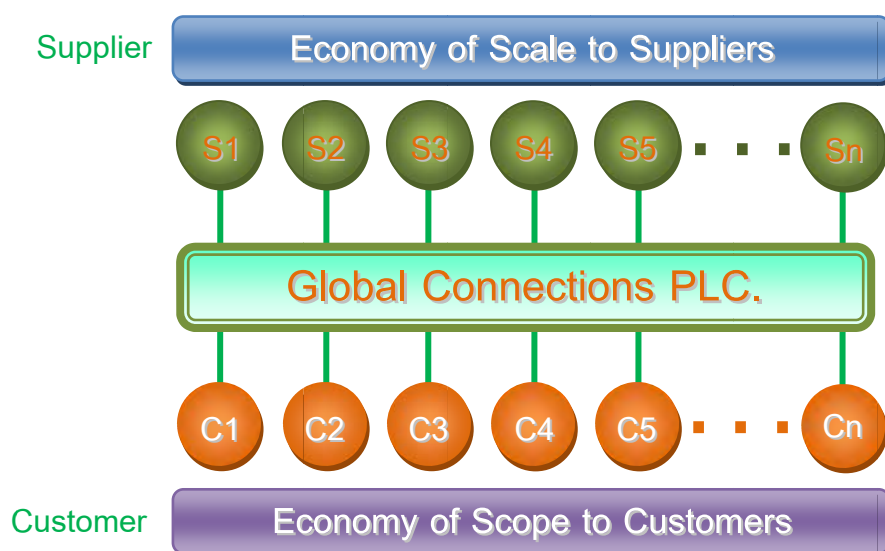 Supplier
Economy of Scale to Suppliers
S1 S2 S3 S4 S5 Sn
Global Connections PLC.
C1 C2 C3 C4 C5 Cn
Customer
Economy of Scope to Customers